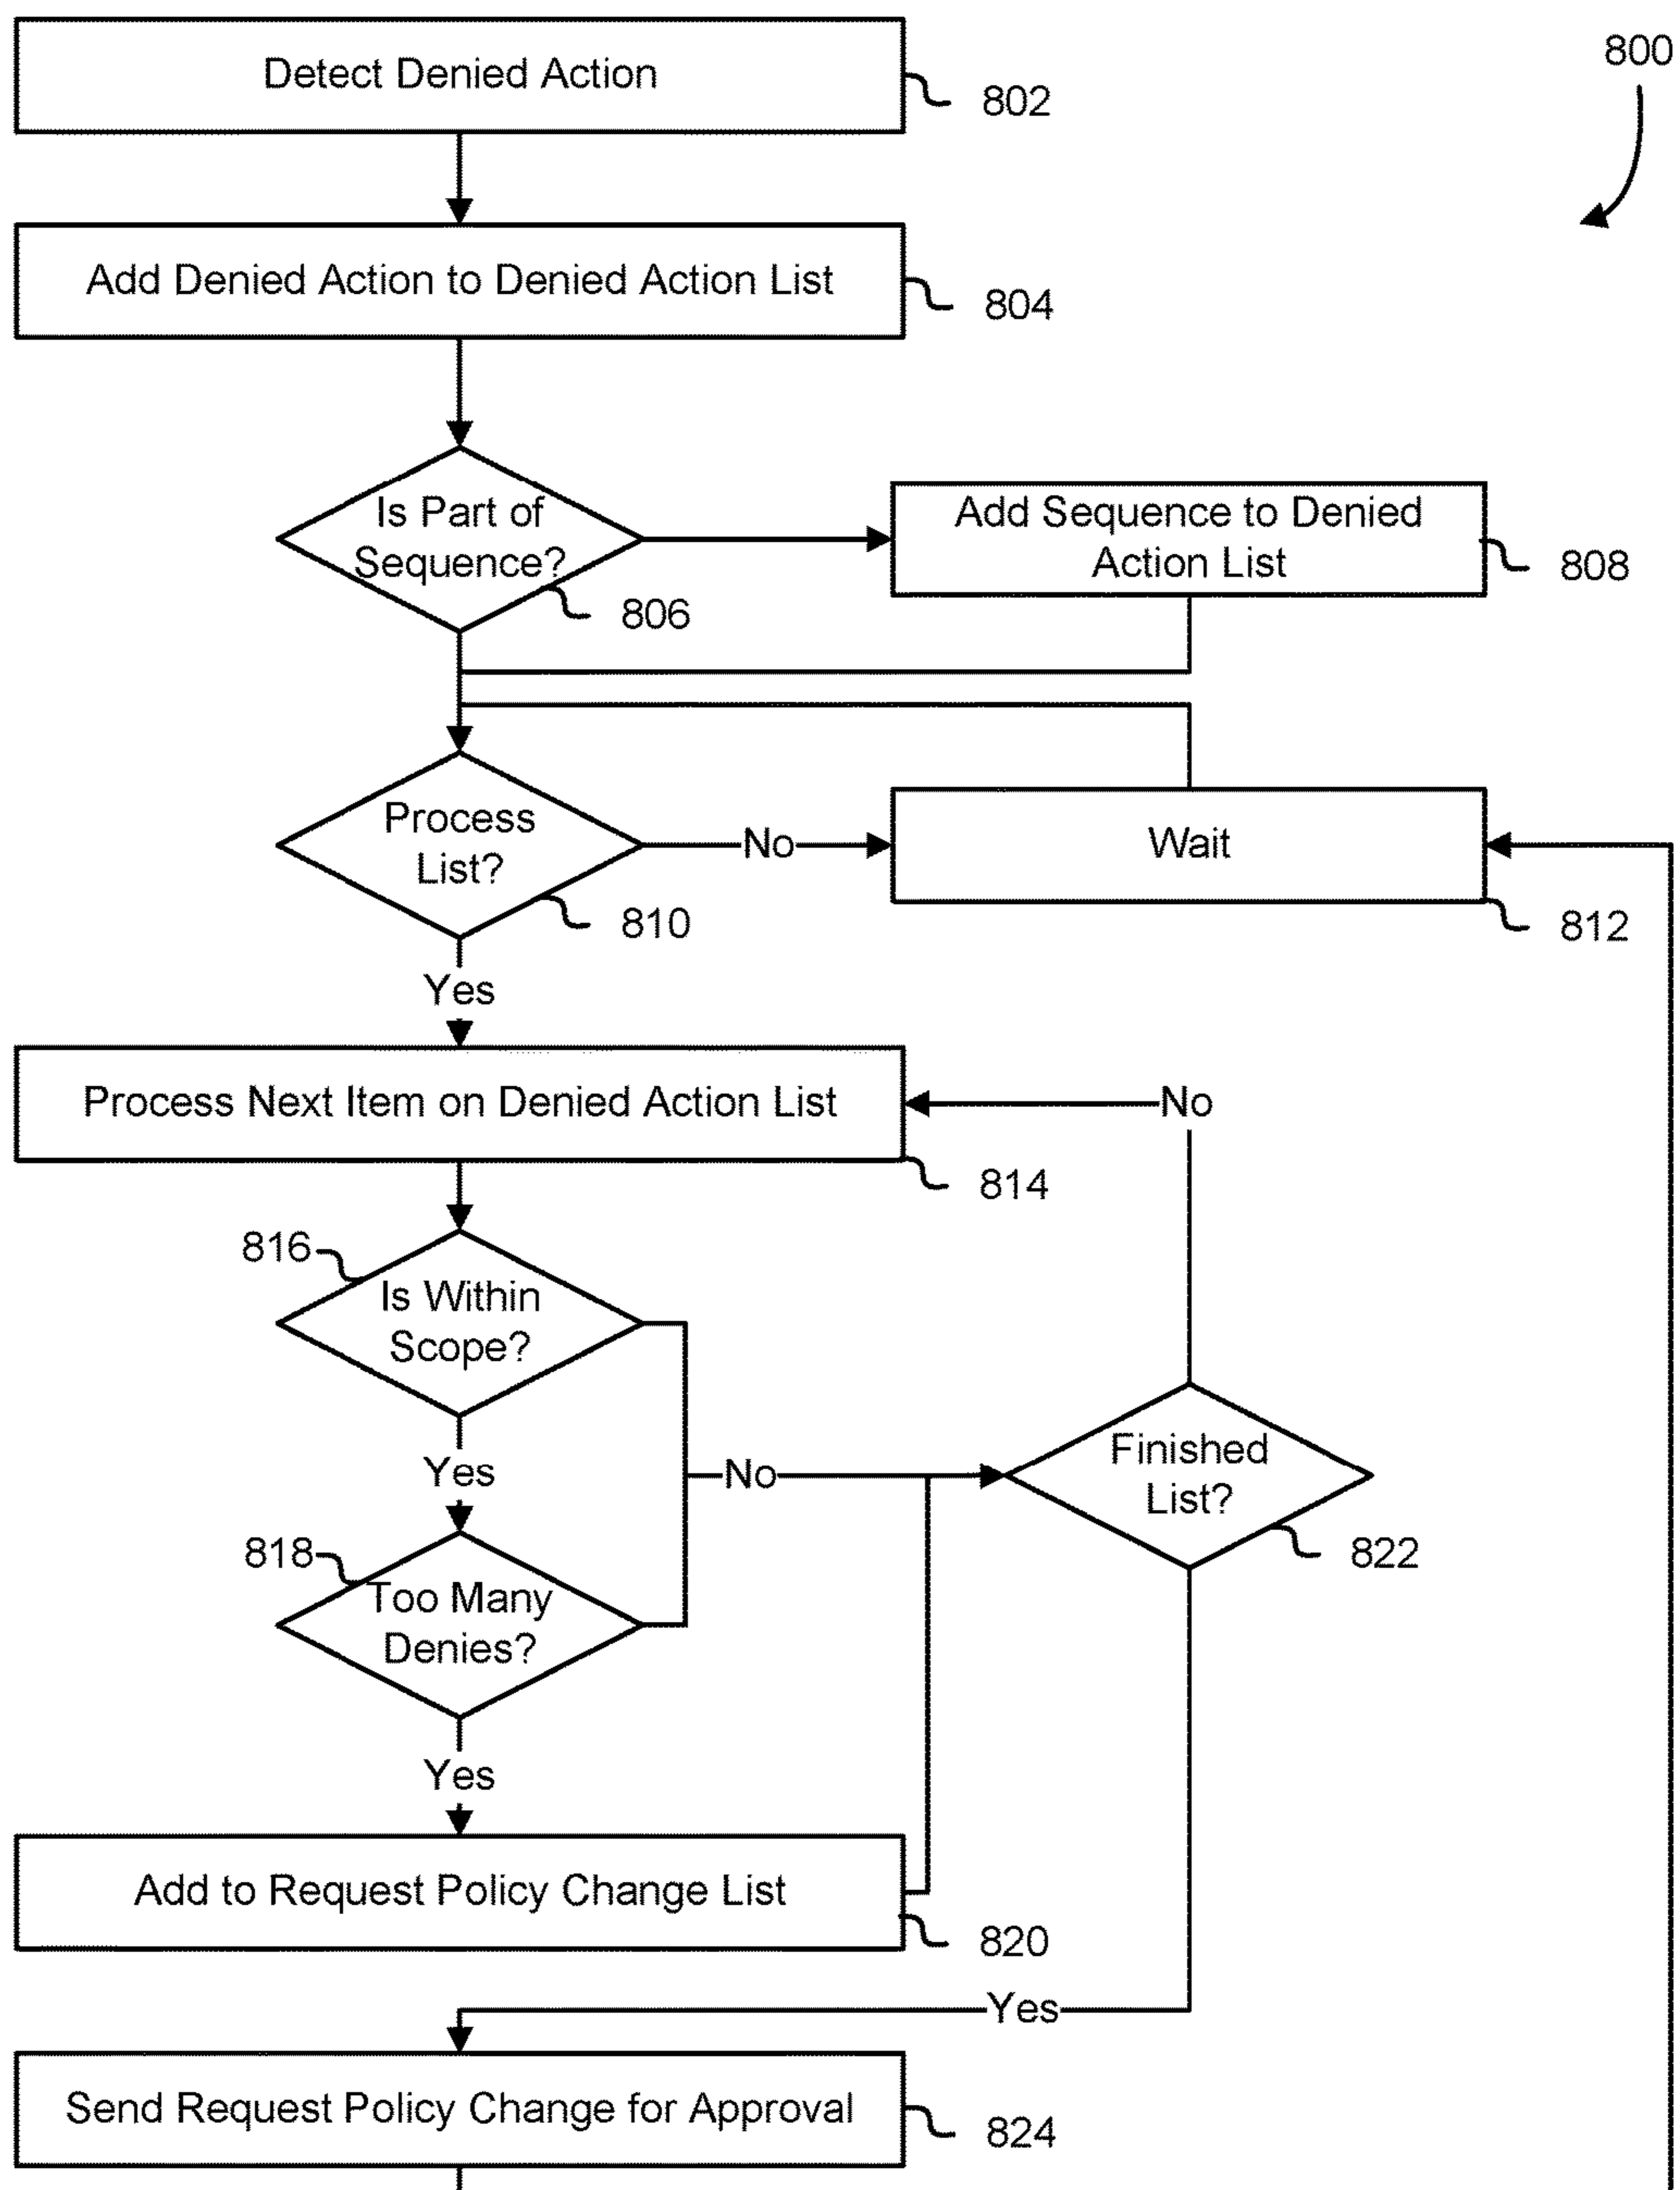 Detect Denied Action
802
800
Add Denied Action to Denied Action List
804
Is Part of
Sequence?
806
Add Sequence to Denied
Action List
808
Process
List?
810
No
Wait
812
Yes
Process Next Item on Denied Action List
814
No
816
Is Within
Scope?
Yes
No
Finished
List?
822
818
Too Many
Denies?
Yes
Add to Request Policy Change List
820
Yes
Send Request Policy Change for Approval
824